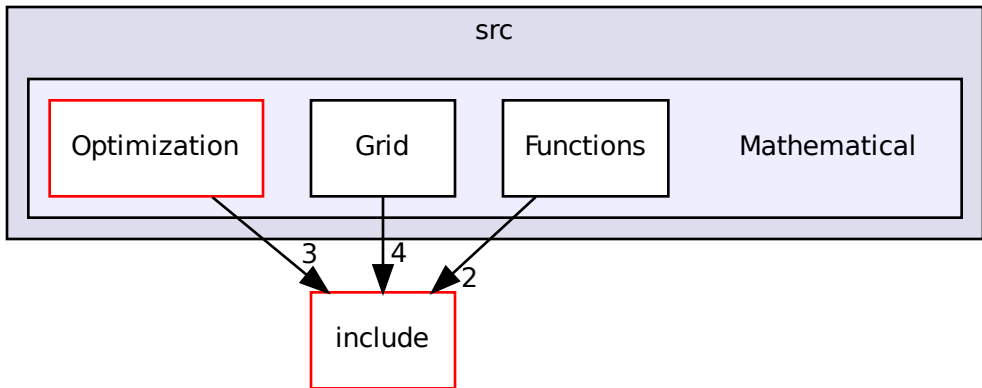 src
Optimization
Grid
Functions
Mathematical
3
4
2
include